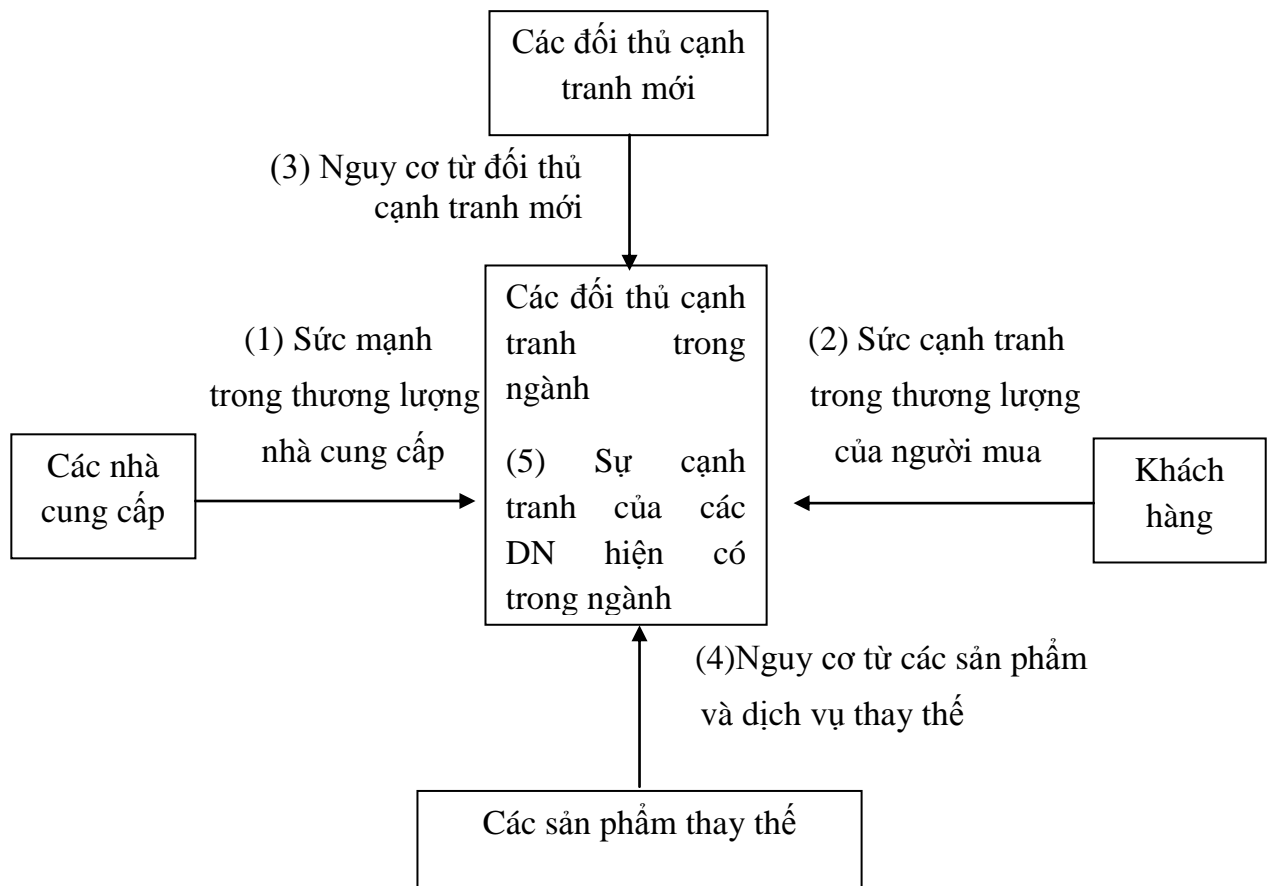 Các đối thủ cạnh
tranh mới
(3) Nguy cơ từ đối thủ
cạnh tranh mới
Các đối thủ cạnh
tranh trong
ngành
(5) Sự cạnh
tranh của các
DN hiện có
trong ngành
(1) Sức mạnh
trong thương lượng
nhà cung cấp
(2) Sức cạnh tranh
trong thương lượng
của người mua
Các nhà
cung cấp
Khách
hàng
(4)Nguy cơ từ các sản phẩm
và dịch vụ thay thế
Các sản phẩm thay thế